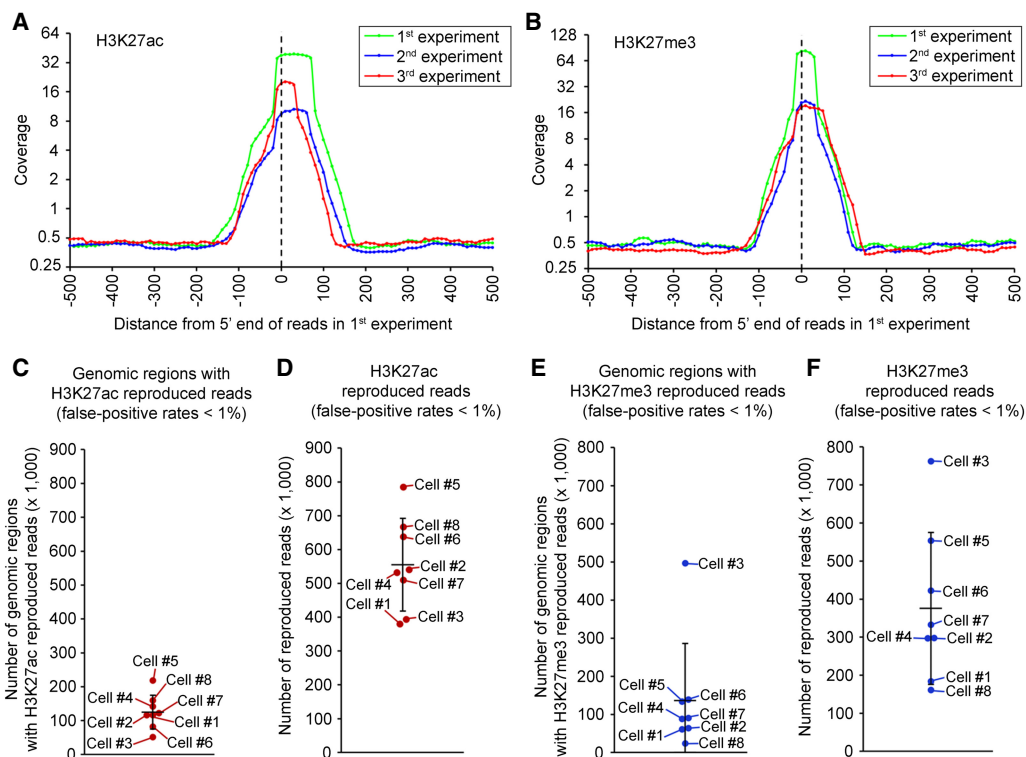 A
H3K27ac
1st experiment
2nd experiment
3rd experiment
Coverage
64
32
16
8
4
2
1
0.5
0.25
-500
-400
-300
-200
-100
0
100
200
300
400
500
Distance from 5' end of reads in 1st experiment
B
H3K27me3
1st experiment
2nd experiment
3rd experiment
Coverage
128
64
32
16
8
4
2
1
0.5
0.25
-500
-400
-300
-200
-100
0
100
200
300
400
500
Distance from 5' end of reads in 1st experiment
C
Genomic regions with
H3K27ac reproduced reads
(false-positive rates < 1%)
Number of genomic regions
with H3K27ac reproduced reads (x 1,000)
900
800
700
600
500
400
300
200
100
0
Cell #5
Cell #8
Cell #4
Cell #7
Cell #2
Cell #1
Cell #3
Cell #6
D
H3K27ac
reproduced reads
(false-positive rates < 1%)
Number of reproduced reads (x 1,000)
900
800
700
600
500
400
300
200
100
0
Cell #5
Cell #8
Cell #6
Cell #2
Cell #4
Cell #7
Cell #1
Cell #3
E
Genomic regions with
H3K27me3 reproduced reads
(false-positive rates < 1%)
Number of genomic regions
with H3K27me3 reproduced reads (x 1,000)
800
700
600
500
400
300
200
100
0
Cell #3
Cell #5
Cell #6
Cell #4
Cell #7
Cell #1
Cell #2
Cell #8
F
H3K27me3
reproduced reads
(false-positive rates < 1%)
Number of reproduced reads (x 1,000)
800
700
600
500
400
300
200
100
0
Cell #3
Cell #5
Cell #6
Cell #7
Cell #4
Cell #2
Cell #1
Cell #8